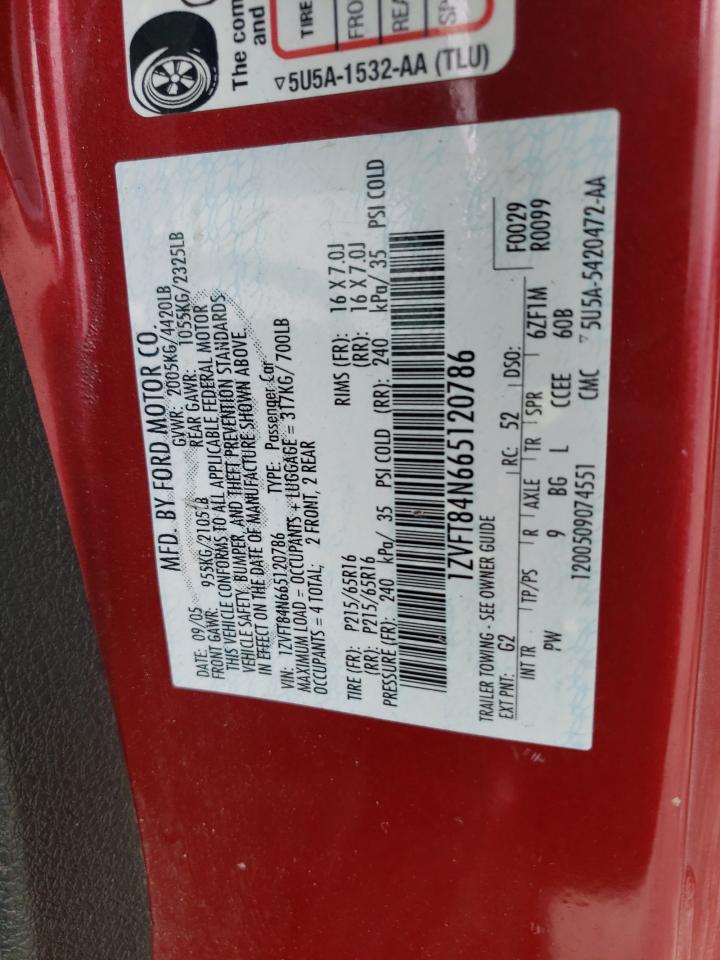 The com
and
TIRE
FRO
REA
SP
▽5U5A-1532-AA (TLU)
MFD. BY FORD MOTOR CO.
DATE: 09/05 GVWR: 2005KG/4420LB
FRONT GAWR: 955KG/2105LB REAR GAWR: 1055KG/2325LB
THIS VEHICLE CONFORMS TO ALL APPLICABLE FEDERAL MOTOR
VEHICLE SAFETY, BUMPER, AND THEFT PREVENTION STANDARDS
IN EFFECT ON THE DATE OF MANUFACTURE SHOWN ABOVE.
VIN: 1ZVFT84N665120786 TYPE: Passenger Car
MAXIMUM LOAD = OCCUPANTS + LUGGAGE = 317KG/700LB
OCCUPANTS = 4 TOTAL; 2 FRONT, 2 REAR
TIRE (FR): P215/65R16 RIMS (FR): 16 X 7.0J
(RR): P215/65R16 (RR): 16 X 7.0J
PRESSURE (FR): 240 kPa/ 35 PSI COLD (RR): 240 kPa/ 35 PSI COLD
1ZVFT84N665120786
TRAILER TOWING - SEE OWNER GUIDE
EXT PNT: G2 RC: 52 DSO: F0029
R0099
INT TR TP/PS R AXLE TR SPR 6ZF1M
PW 9 BG L CCEE 60B
1200509074551 CMC ▽5U5A-5420472-AA